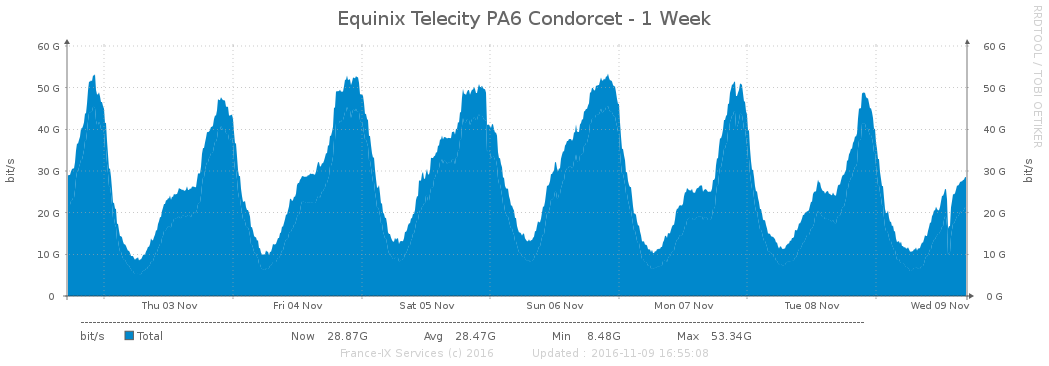 Equinix Telecity PA6 Condorcet - 1 Week
RRDTOOL / TOBI OETIKER
60 G 60 G
50 G 50 G
40 G 40 G
30 G 30 G
20 G 20 G
10 G 10 G
0 0 G
bit/s bit/s
Thu 03 Nov Fri 04 Nov Sat 05 Nov Sun 06 Nov Mon 07 Nov Tue 08 Nov Wed 09 Nov
bit/s Total Now 28.87G Avg 28.47G Min 8.48G Max 53.34G
France-IX Services (c) 2016 Updated : 2016-11-09 16:55:08